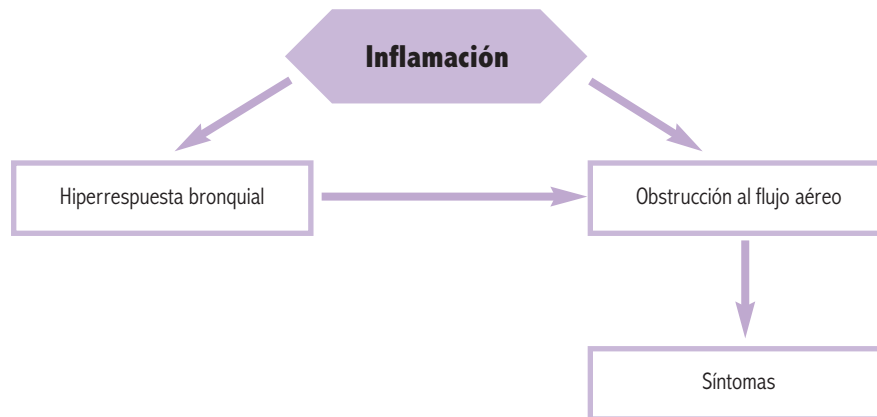 Inflamación
Hiperrespuesta bronquial
Obstrucción al flujo aéreo
Síntomas